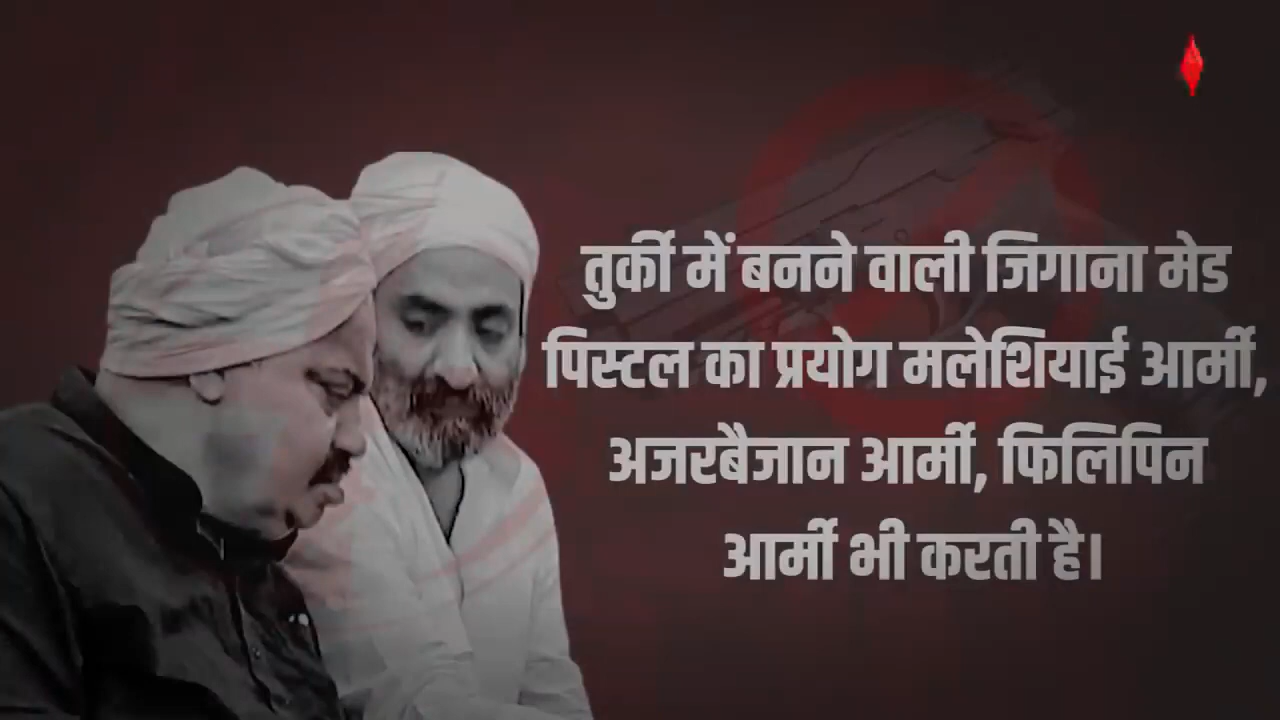 तुर्की में बनने वाली जिगाना मेड
पिस्टल का प्रयोग मलेशियाई आर्मी,
अजरबैजान आर्मी, फिलिपिन
आर्मी भी करती है।